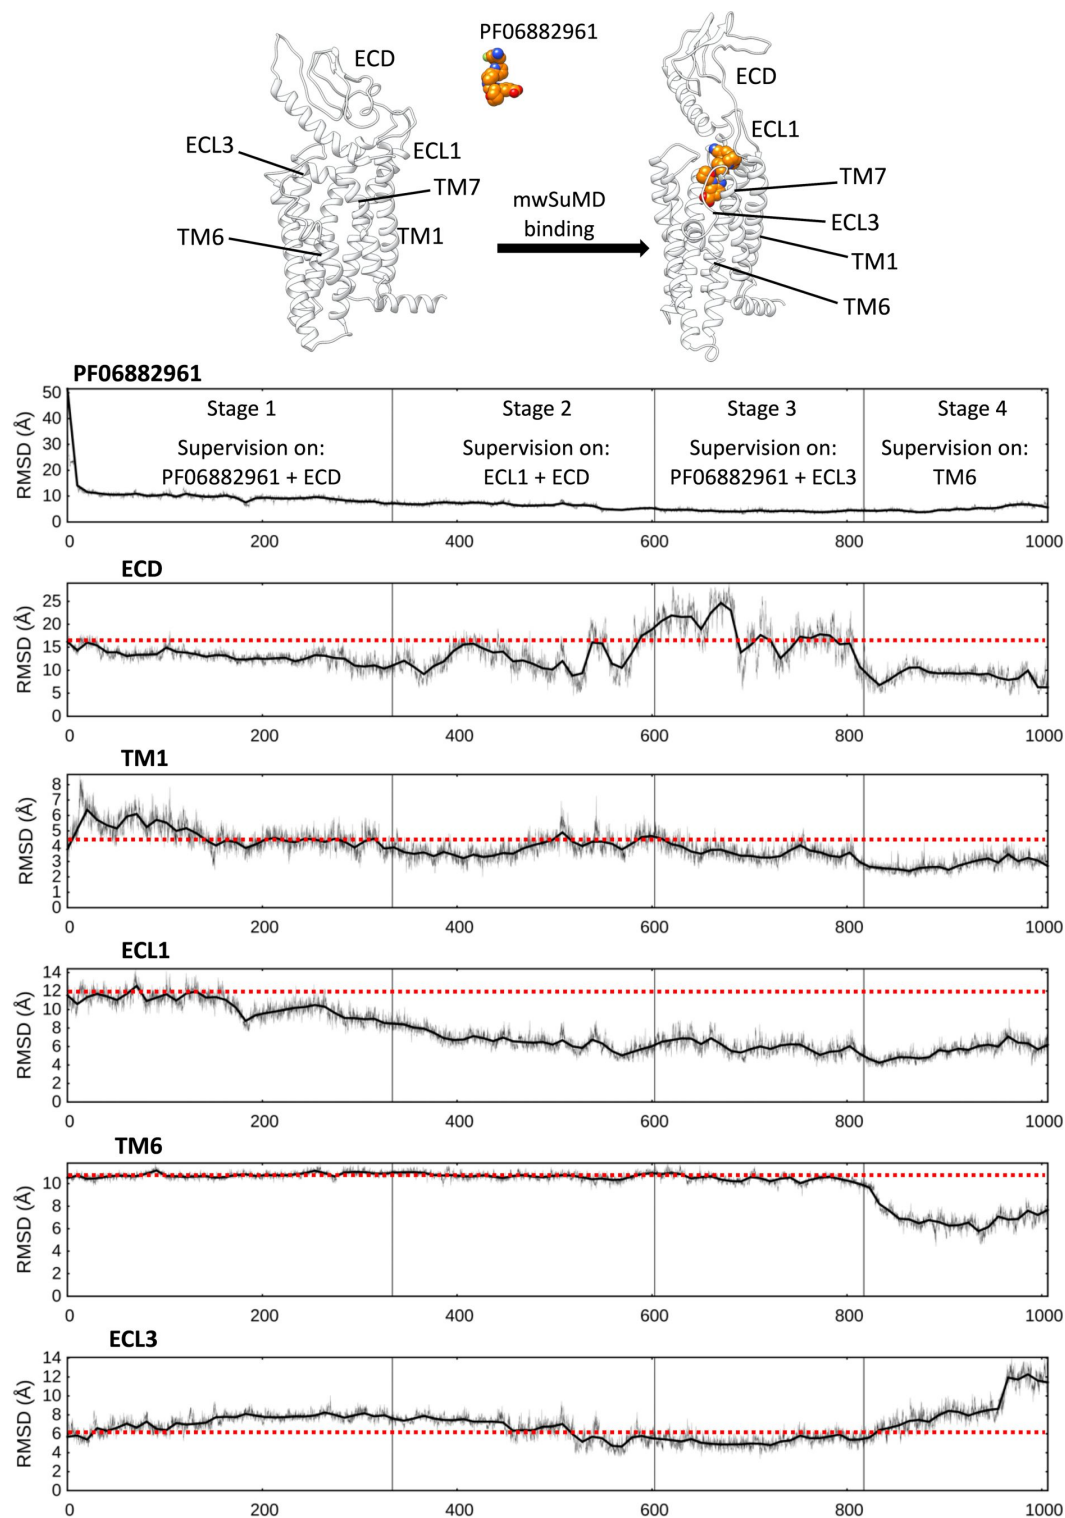 PF06882961
ECD
ECD
ECL1
ECL3
ECL1
TM7
TM7
mwSuMD
binding
ECL3
TM6
TM1
TM1
TM6
PF06882961
RMSD (Å)
50
40
30
20
10
0
Stage 1
Supervision on:
PF06882961 + ECD
Stage 2
Supervision on:
ECL1 + ECD
Stage 3
Supervision on:
PF06882961 + ECL3
Stage 4
Supervision on:
TM6
0 200 400 600 800 1000
ECD
RMSD (Å)
25
20
15
10
5
0
0 200 400 600 800 1000
TM1
RMSD (Å)
8
7
6
5
4
3
2
1
0
0 200 400 600 800 1000
ECL1
RMSD (Å)
14
12
10
8
6
4
2
0
0 200 400 600 800 1000
TM6
RMSD (Å)
10
8
6
4
2
0
0 200 400 600 800 1000
ECL3
RMSD (Å)
14
12
10
8
6
4
2
0
0 200 400 600 800 1000